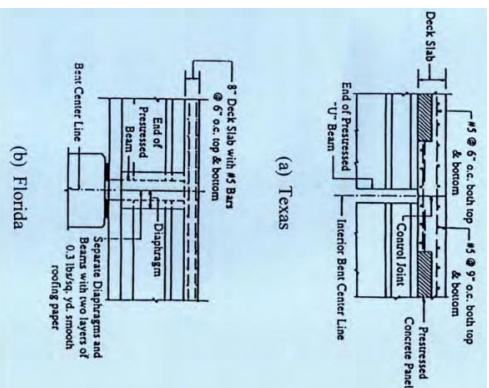 Deck Slab
#5 @ 6" o.c. both top
& bottom
#5 @ 9" o.c. both top
& bottom
End of Prestressed
"U" Beam
Control Joint
Interior Bent Center Line
Prestressed
Concrete Panel
(a) Texas
8" Deck Slab with #5 Bars
@ 6" o.c. top & bottom
End of
Prestressed
Beam
Diaphragm
Bent Center Line
Separate Diaphragms and
Beams with two layers of
0.3 lbs/sq. yd. smooth
roofing paper
(b) Florida